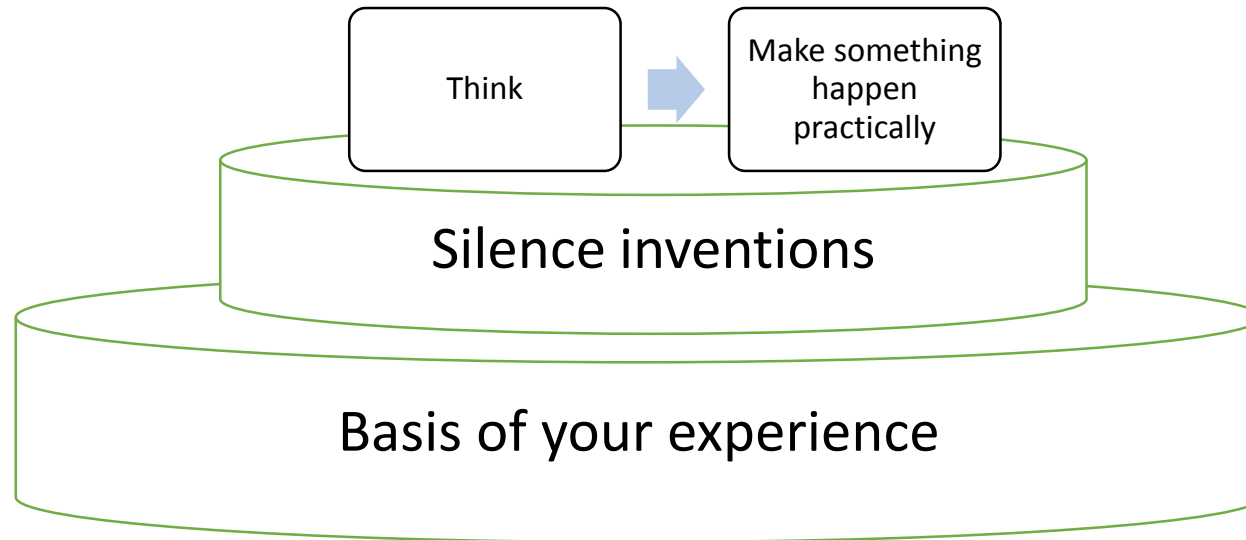 Think
Make something
happen
practically
Silence inventions
Basis of your experience